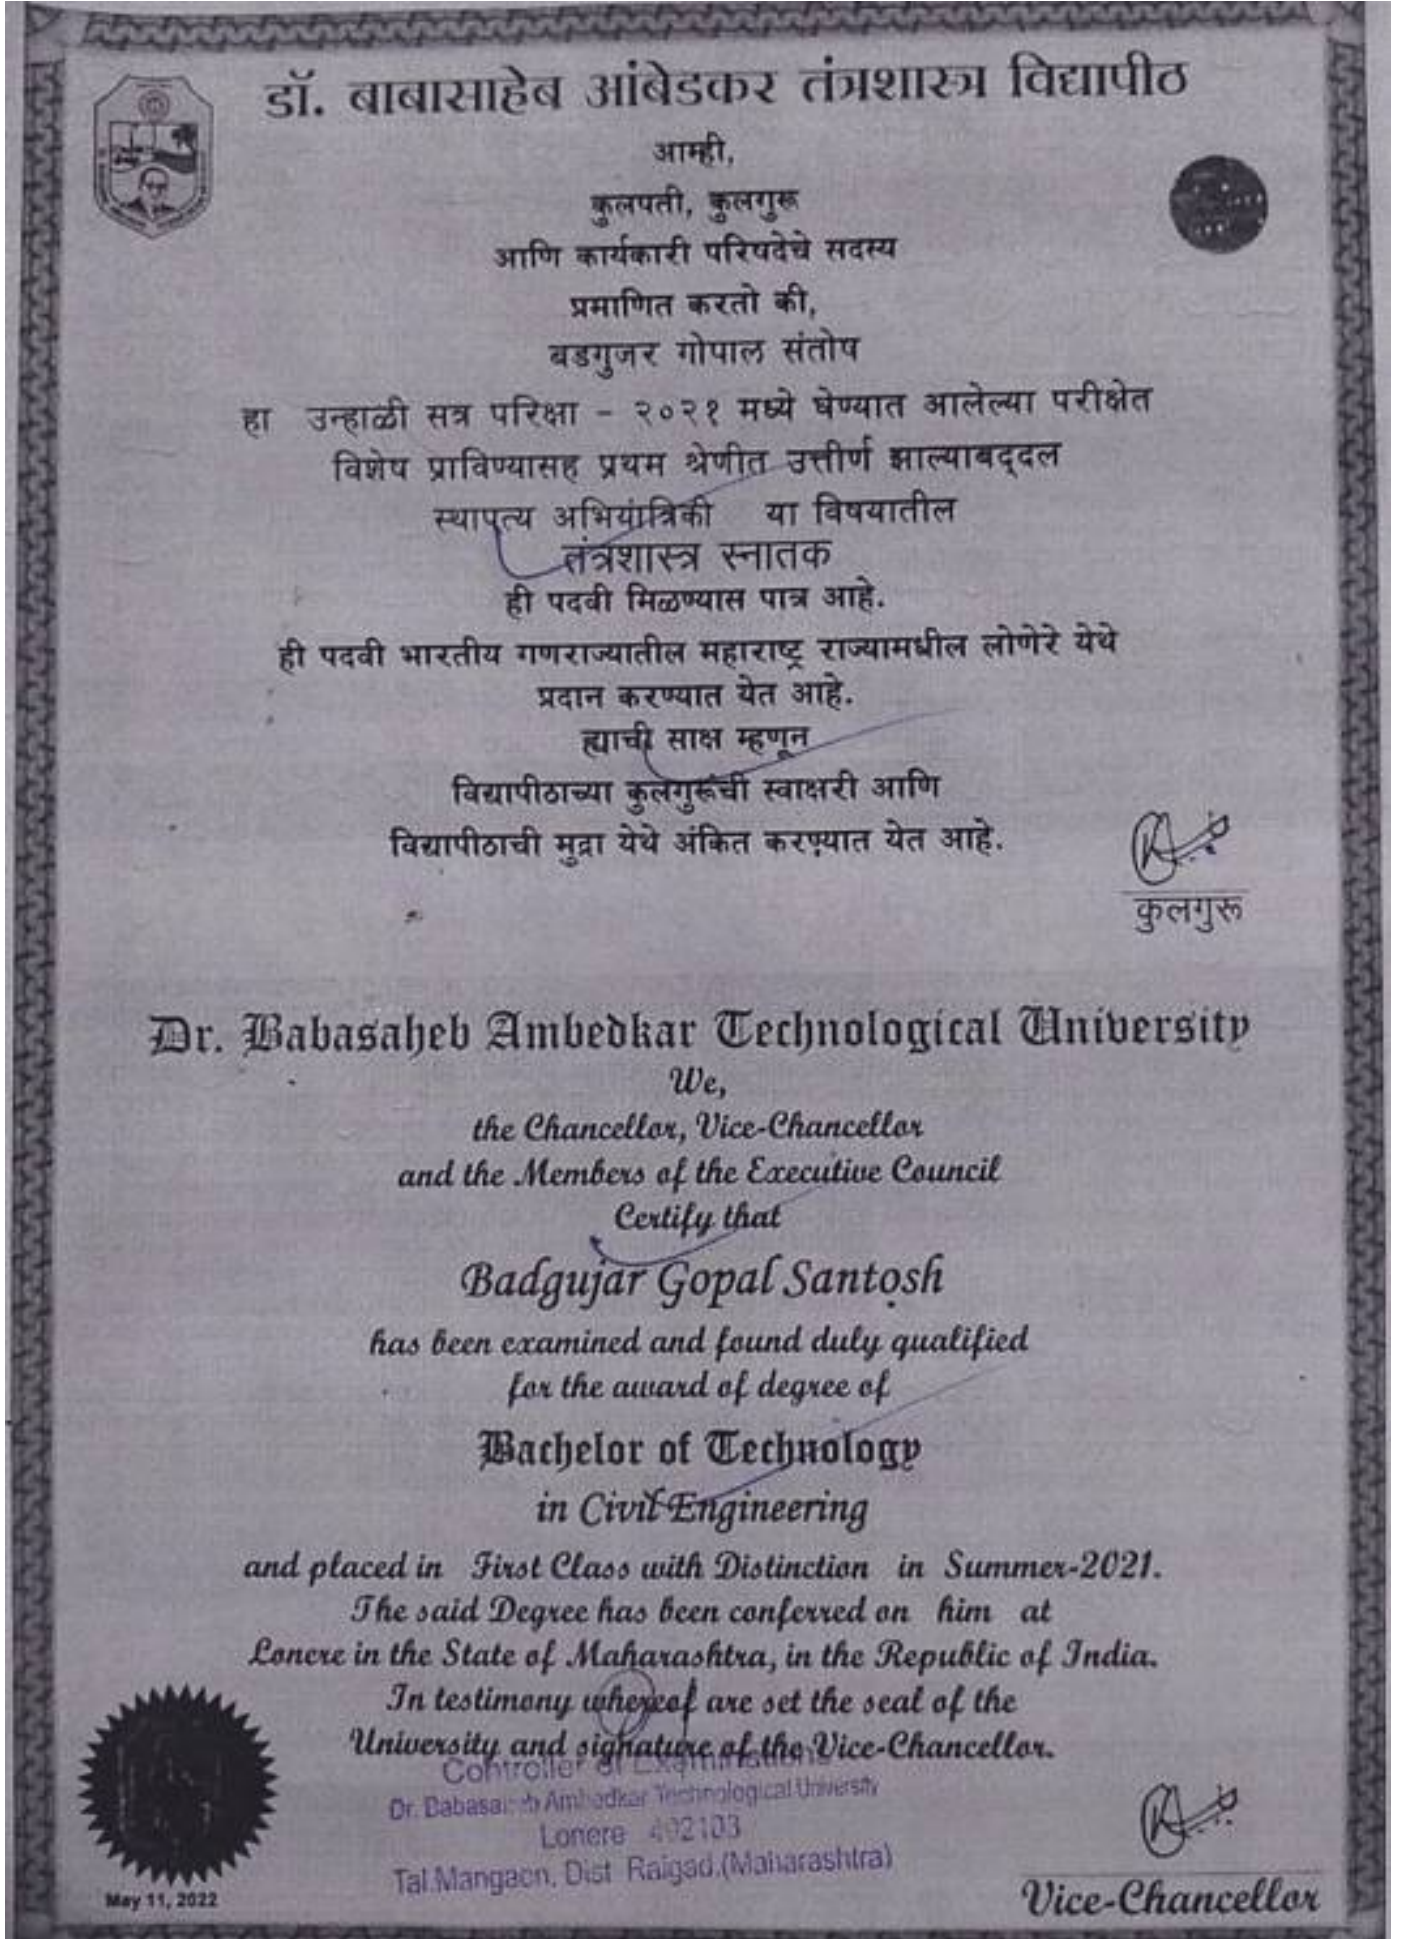 डॉ. बाबासाहेब आंबेडकर तंत्रशास्त्र विद्यापीठ
आम्ही,
कुलपती, कुलगुरू
आणि कार्यकारी परिषदेचे सदस्य
प्रमाणित करतो की,
बडगुजर गोपाल संतोष
हा उन्हाळी सत्र परिक्षा - २०२१ मध्ये घेण्यात आलेल्या परीक्षेत
विशेष प्राविण्यासह प्रथम श्रेणीत उत्तीर्ण झाल्याबद्दल
स्थापत्य अभियांत्रिकी या विषयातील
तंत्रशास्त्र स्नातक
ही पदवी मिळण्यास पात्र आहे.
ही पदवी भारतीय गणराज्यातील महाराष्ट्र राज्यामधील लोणेरे येथे
प्रदान करण्यात येत आहे.
ह्याची साक्ष म्हणून
विद्यापीठाच्या कुलगुरूंची स्वाक्षरी आणि
विद्यापीठाची मुद्रा येथे अंकित करण्यात येत आहे.
कुलगुरू
Dr. Babasaheb Ambedkar Technological University
We,
the Chancellor, Vice-Chancellor
and the Members of the Executive Council
Certify that
Badgujar Gopal Santosh
has been examined and found duly qualified
for the award of degree of
Bachelor of Technology
in Civil Engineering
and placed in First Class with Distinction in Summer-2021.
The said Degree has been conferred on him at
Lonere in the State of Maharashtra, in the Republic of India.
In testimony whereof are set the seal of the
University and signature of the Vice-Chancellor.
Controller of Examinations
Dr. Babasaheb Ambedkar Technological University
Lonere 402103
Tal.Mangaon, Dist Raigad.(Maharashtra)
May 11, 2022
Vice-Chancellor